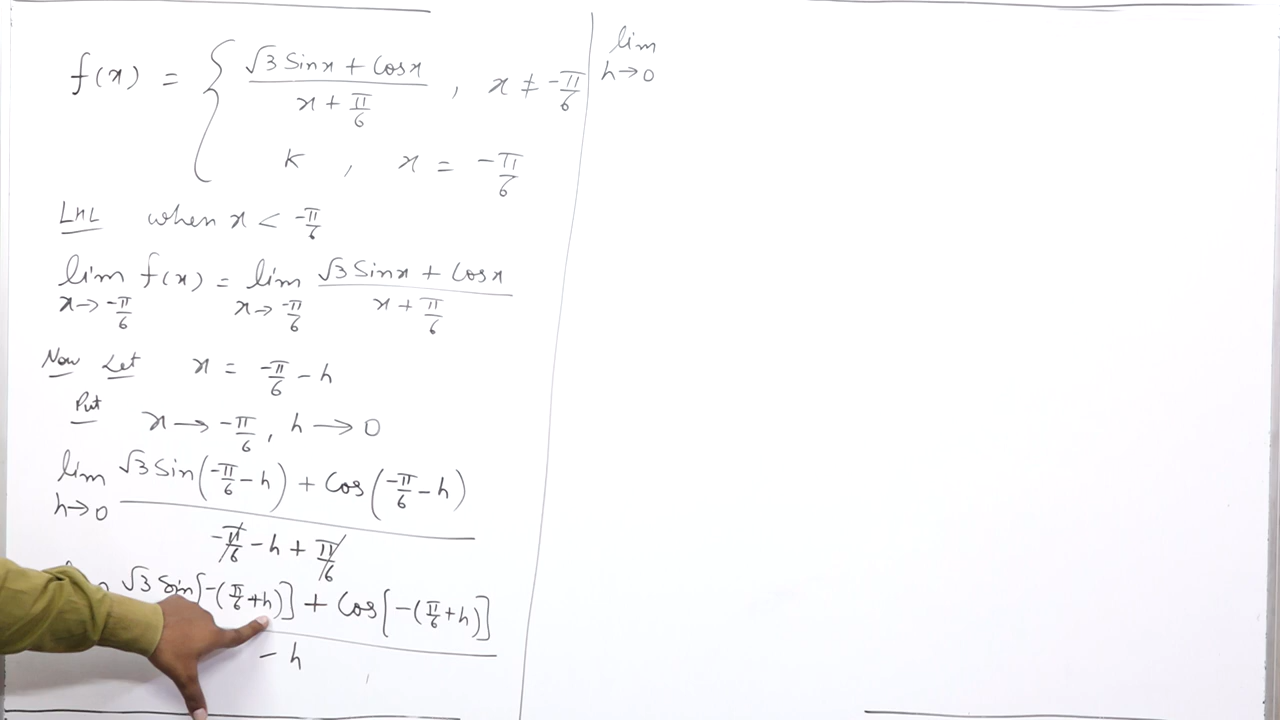 f(x) = { (√3 Sinx + Cosx) / (x + π/6) , x ≠ -π/6
K , x = -π/6
LHL when x < -π/6
lim x→-π/6 f(x) = lim x→-π/6 (√3 Sinx + Cosx) / (x + π/6)
Now Let x = -π/6 - h
Put x → -π/6, h → 0
lim h→0 (√3 Sin(-π/6 - h) + Cos(-π/6 - h)) / (-π/6 - h + π/6)
√3 Sin[-(π/6 + h)] + Cos[-(π/6 + h)] / -h
lim h→0